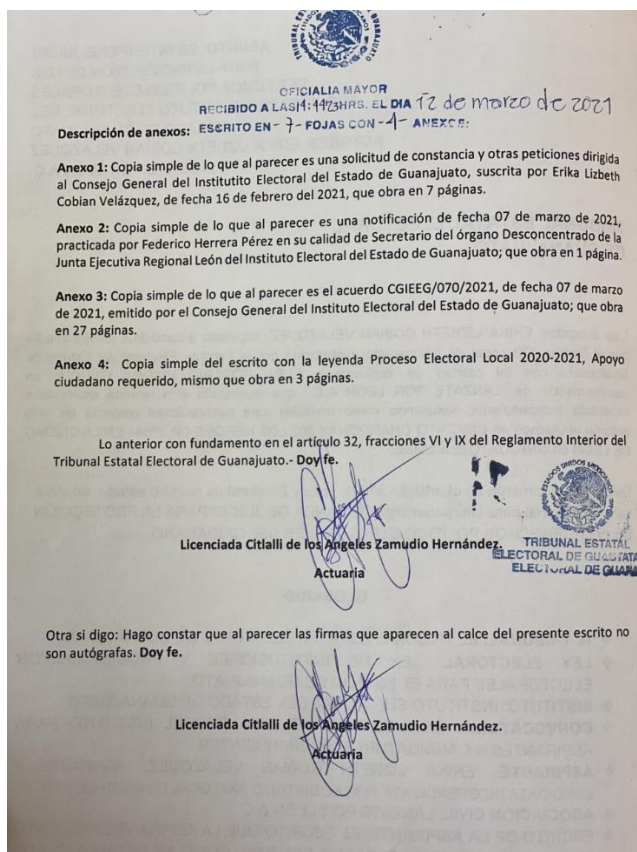 TRIBUNAL ESTATAL GUANAJUATO
OFICIALIA MAYOR
RECIBIDO A LAS 14:44:23 HRS. EL DIA 12 de marzo de 2021
Descripción de anexos: ESCRITO EN -7- FOJAS CON -4- ANEXOS:
Anexo 1: Copia simple de lo que al parecer es una solicitud de constancia y otras peticiones dirigida
al Consejo General del Institutito Electoral del Estado de Guanajuato, suscrita por Erika Lizbeth
Cobian Velázquez, de fecha 16 de febrero del 2021, que obra en 7 páginas.
Anexo 2: Copia simple de lo que al parecer es una notificación de fecha 07 de marzo de 2021,
practicada por Federico Herrera Pérez en su calidad de Secretario del órgano Desconcentrado de la
Junta Ejecutiva Regional León del Instituto Electoral del Estado de Guanajuato; que obra en 1 página.
Anexo 3: Copia simple de lo que al parecer es el acuerdo CGIEEG/070/2021, de fecha 07 de marzo
de 2021, emitido por el Consejo General del Instituto Electoral del Estado de Guanajuato; que obra
en 27 páginas.
Anexo 4: Copia simple del escrito con la leyenda Proceso Electoral Local 2020-2021, Apoyo
ciudadano requerido, mismo que obra en 3 páginas.
Lo anterior con fundamento en el artículo 32, fracciones VI y IX del Reglamento Interior del
Tribunal Estatal Electoral de Guanajuato.- Doy fe.
ESTADOS UNIDOS MEXICANOS
Licenciada Citlalli de los Ángeles Zamudio Hernández.
TRIBUNAL ESTATAL
ELECTORAL DE
ELECTORAL DE GUANA
Actuaria
Otra si digo: Hago constar que al parecer las firmas que aparecen al calce del presente escrito no
son autógrafas. Doy fe.
Licenciada Citlalli de los Ángeles Zamudio Hernández.
Actuaria